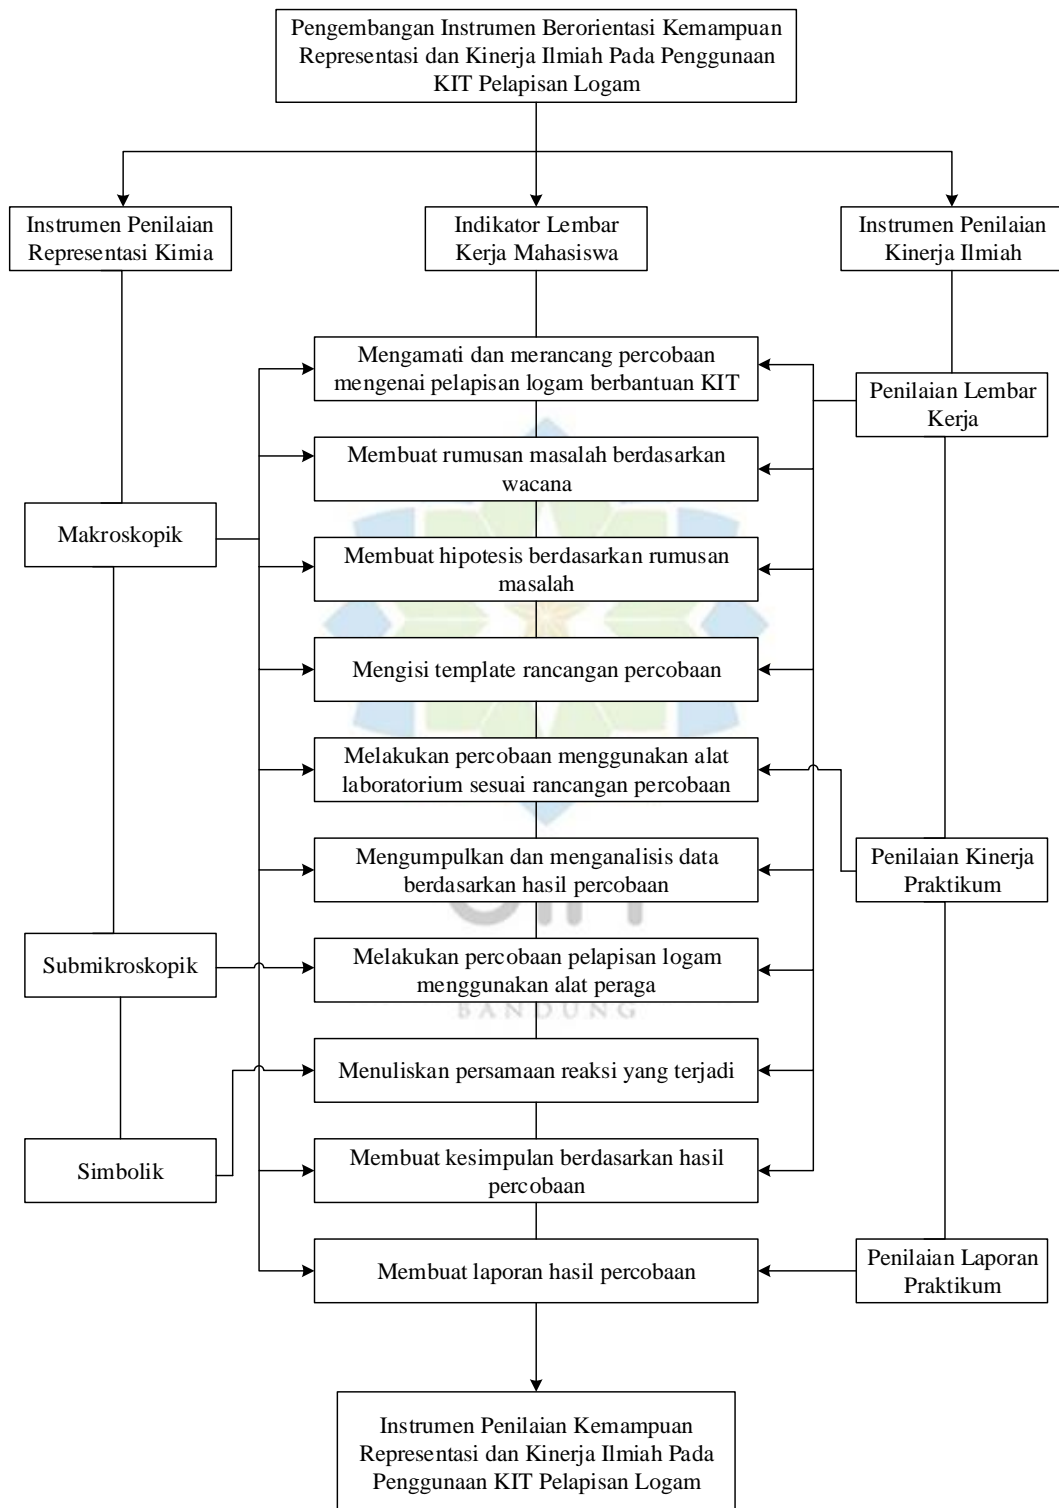 Pengembangan Instrumen Berorientasi Kemampuan
Representasi dan Kinerja Ilmiah Pada Penggunaan
KIT Pelapisan Logam
Instrumen Penilaian
Representasi Kimia
Indikator Lembar
Kerja Mahasiswa
Instrumen Penilaian
Kinerja Ilmiah
Mengamati dan merancang percobaan
mengenai pelapisan logam berbantuan KIT
Penilaian Lembar
Kerja
Membuat rumusan masalah berdasarkan
wacana
Makroskopik
Membuat hipotesis berdasarkan rumusan
masalah
Mengisi template rancangan percobaan
Melakukan percobaan menggunakan alat
laboratorium sesuai rancangan percobaan
Mengumpulkan dan menganalisis data
berdasarkan hasil percobaan
Penilaian Kinerja
Praktikum
Submikroskopik
Melakukan percobaan pelapisan logam
menggunakan alat peraga
BANDUNG
Menuliskan persamaan reaksi yang terjadi
Simbolik
Membuat kesimpulan berdasarkan hasil
percobaan
Membuat laporan hasil percobaan
Penilaian Laporan
Praktikum
Instrumen Penilaian Kemampuan
Representasi dan Kinerja Ilmiah Pada
Penggunaan KIT Pelapisan Logam